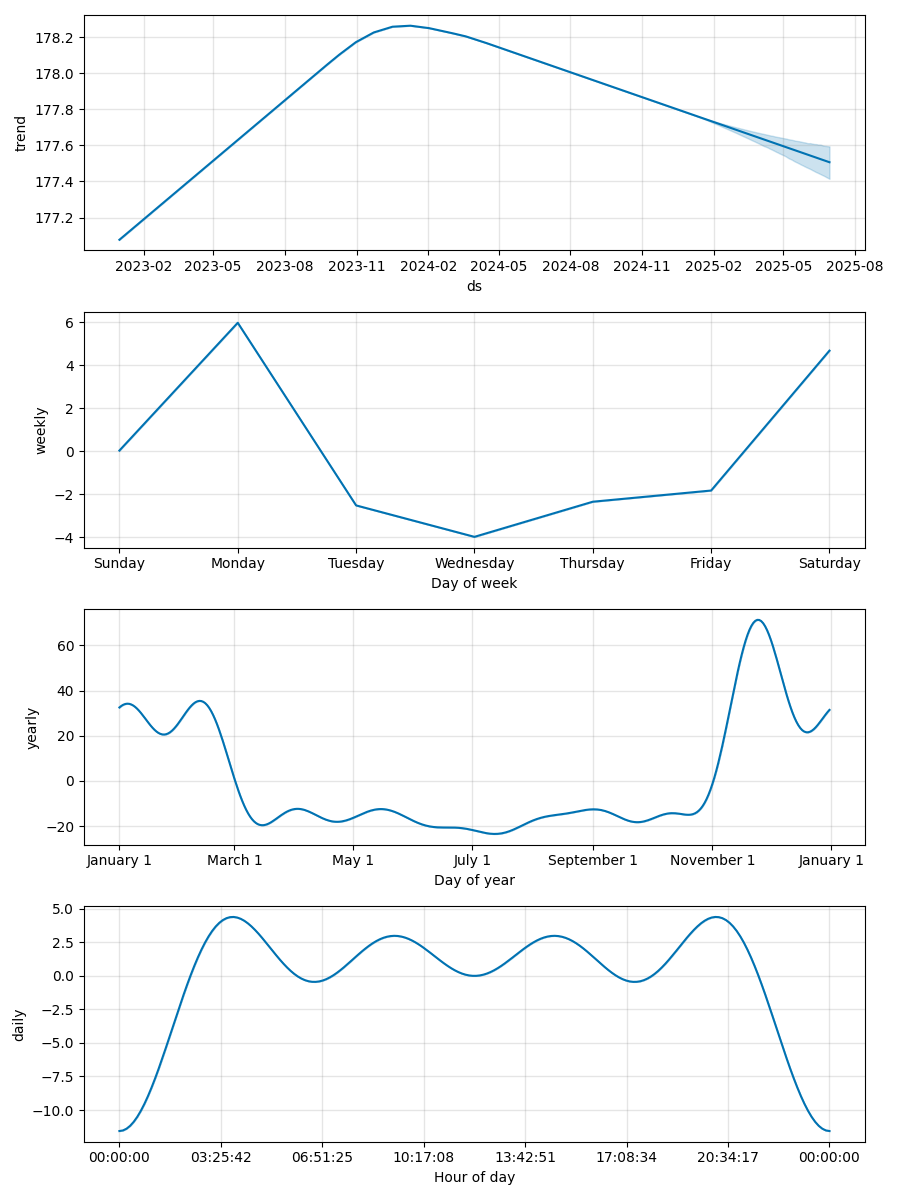 178.2
178.0
177.8
177.6
177.4
177.2
trend
2023-02 2023-05 2023-08 2023-11 2024-02 2024-05 2024-08 2024-11 2025-02 2025-05 2025-08
ds
6
4
2
0
−2
−4
weekly
Sunday Monday Tuesday Wednesday Thursday Friday Saturday
Day of week
60
40
20
0
−20
yearly
January 1 March 1 May 1 July 1 September 1 November 1 January 1
Day of year
5.0
2.5
0.0
−2.5
−5.0
−7.5
−10.0
daily
00:00:00 03:25:42 06:51:25 10:17:08 13:42:51 17:08:34 20:34:17 00:00:00
Hour of day